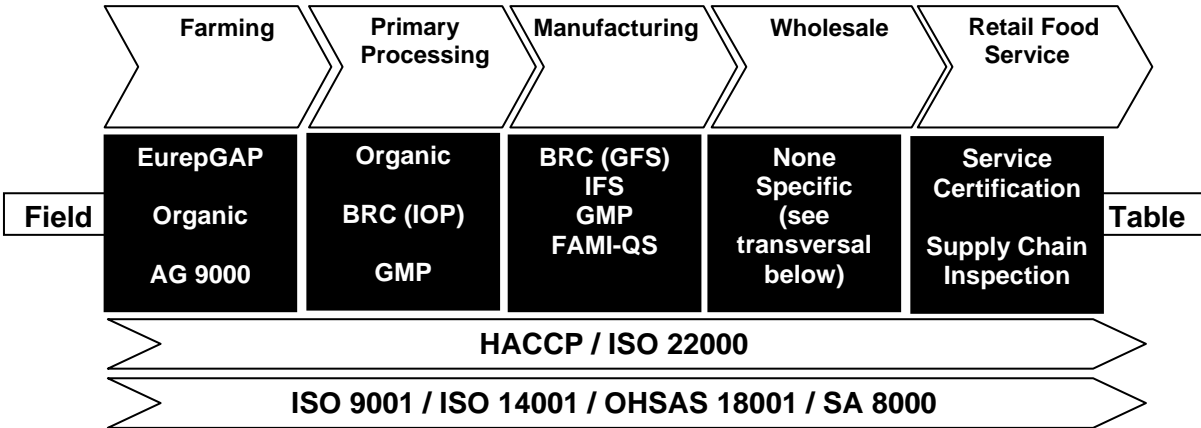 Farming
Primary
Processing
Manufacturing
Wholesale
Retail Food
Service
Field
EurepGAP
Organic
AG 9000
Organic
BRC (IOP)
GMP
BRC (GFS)
IFS
GMP
FAMI-QS
None
Specific
(see
transversal
below)
Service
Certification
Supply Chain
Inspection
Table
HACCP / ISO 22000
ISO 9001 / ISO 14001 / OHSAS 18001 / SA 8000